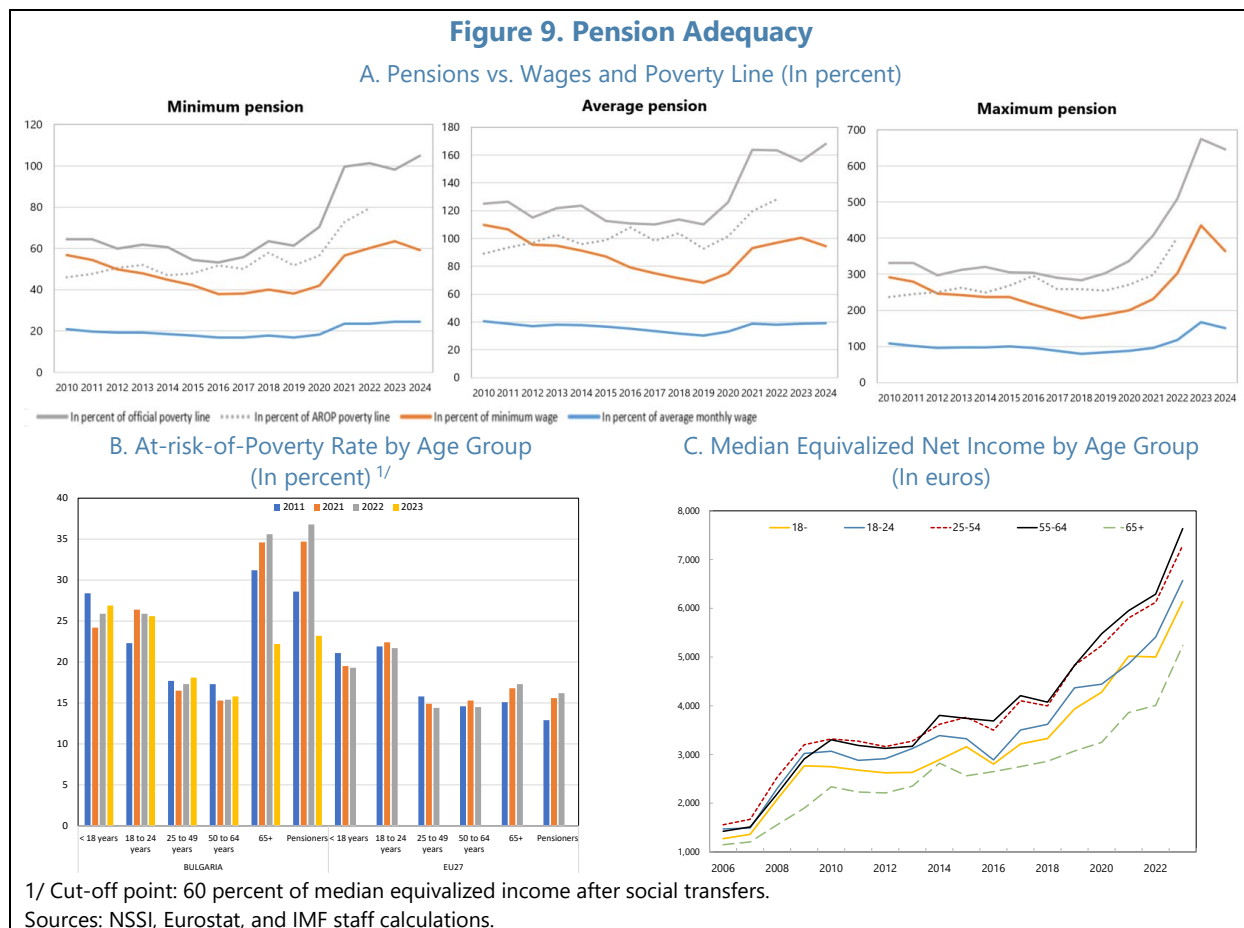 Figure 9. Pension Adequacy
A. Pensions vs. Wages and Poverty Line (In percent)
Minimum pension
120
100
80
60
40
20
0
2010 2011 2012 2013 2014 2015 2016 2017 2018 2019 2020 2021 2022 2023 2024
Average pension
180
160
140
120
100
80
60
40
20
0
2010 2011 2012 2013 2014 2015 2016 2017 2018 2019 2020 2021 2022 2023 2024
Maximum pension
700
600
500
400
300
200
100
0
2010 2011 2012 2013 2014 2015 2016 2017 2018 2019 2020 2021 2022 2023 2024
In percent of official poverty line In percent of AROP poverty line In percent of minimum wage In percent of average monthly wage
B. At-risk-of-Poverty Rate by Age Group
(In percent) 1/
40
35
30
25
20
15
10
5
0
2011 2021 2022 2023
< 18 years 18 to 24 years 25 to 49 years 50 to 64 years 65+ Pensioners < 18 years 18 to 24 years 25 to 49 years 50 to 64 years 65+ Pensioners
BULGARIA EU27
C. Median Equivalized Net Income by Age Group
(In euros)
8,000
7,000
6,000
5,000
4,000
3,000
2,000
1,000
18- 18-24 25-54 55-64 65+
2006 2008 2010 2012 2014 2016 2018 2020 2022
1/ Cut-off point: 60 percent of median equivalized income after social transfers.
Sources: NSSI, Eurostat, and IMF staff calculations.